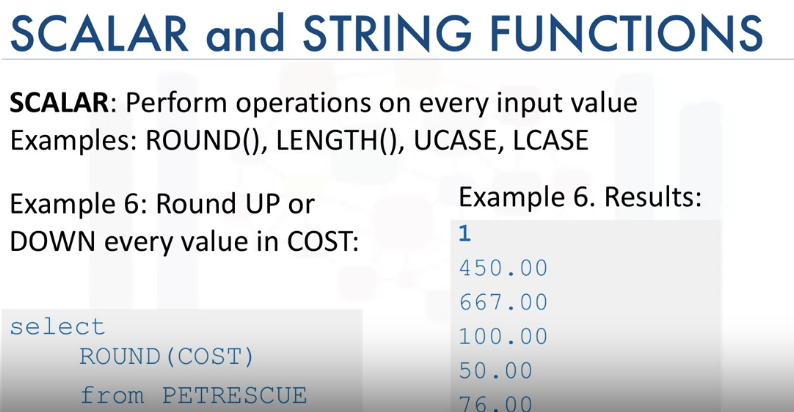 SCALAR and STRING FUNCTIONS
SCALAR: Perform operations on every input value
Examples: ROUND(), LENGTH(), UCASE, LCASE
Example 6: Round UP or
DOWN every value in COST:
select
ROUND(COST)
from PETRESCUE
Example 6. Results:
1
450.00
667.00
100.00
50.00
76.00